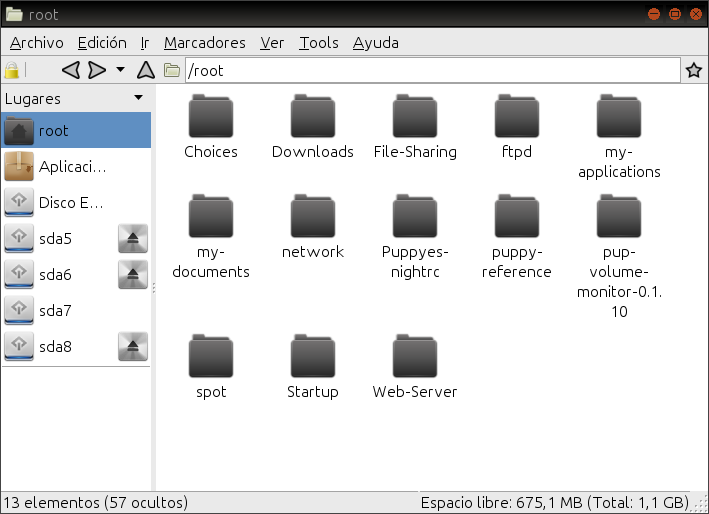 root
Archivo Edición Ir Marcadores Ver Tools Ayuda
/root
Lugares
root
Aplicaci...
Disco E...
sda5
sda6
sda7
sda8
Choices Downloads File-Sharing ftpd my-
applications
my-
documents
network
Puppyes-
nightrc
puppy-
reference
pup-
volume-
monitor-0.1.
10
spot Startup Web-Server
13 elementos (57 ocultos) Espacio libre: 675,1 MB (Total: 1,1 GB)